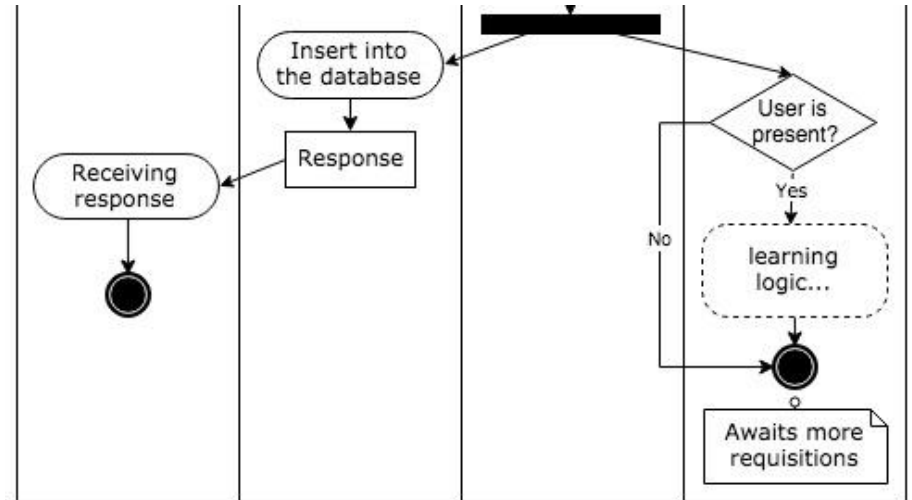 Insert into
the database
Response
Receiving
response
User is
present?
Yes
No
learning
logic...
Awaits more
requisitions